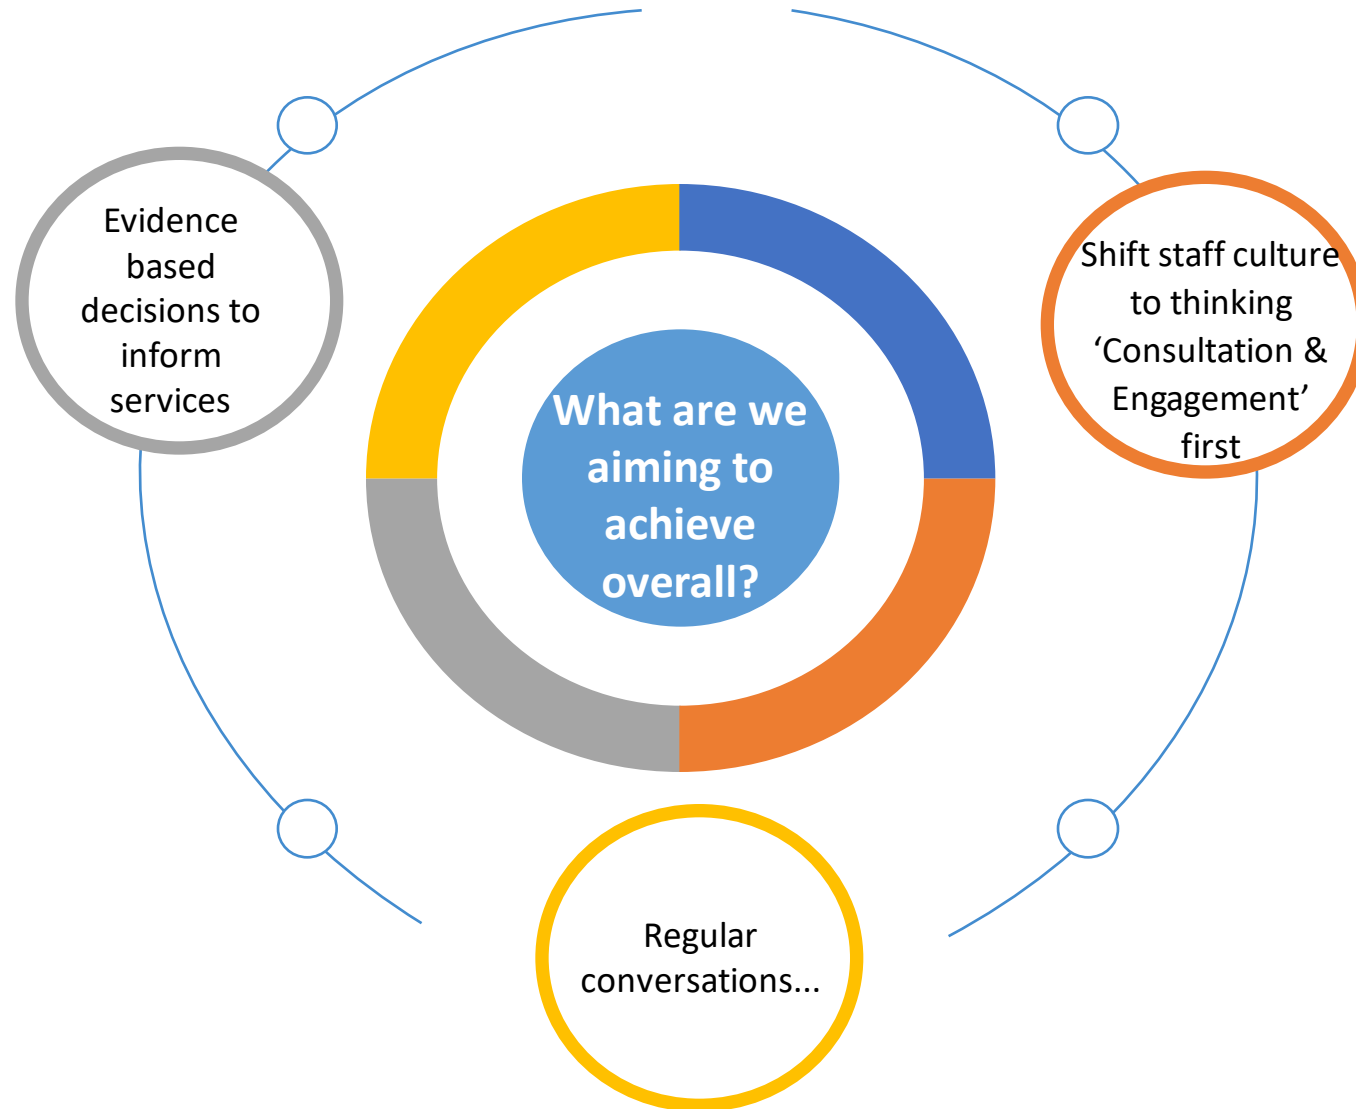 Evidence
based
decisions to
inform
services
Shift staff culture
to thinking
‘Consultation &
Engagement’
first
What are we
aiming to
achieve
overall?
Regular
conversations...